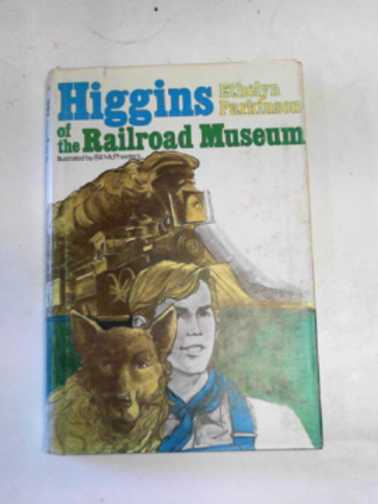 Higgins
Ethelyn
Parkinson
of
the Railroad Museum
Illustrated by Bill McPheeters